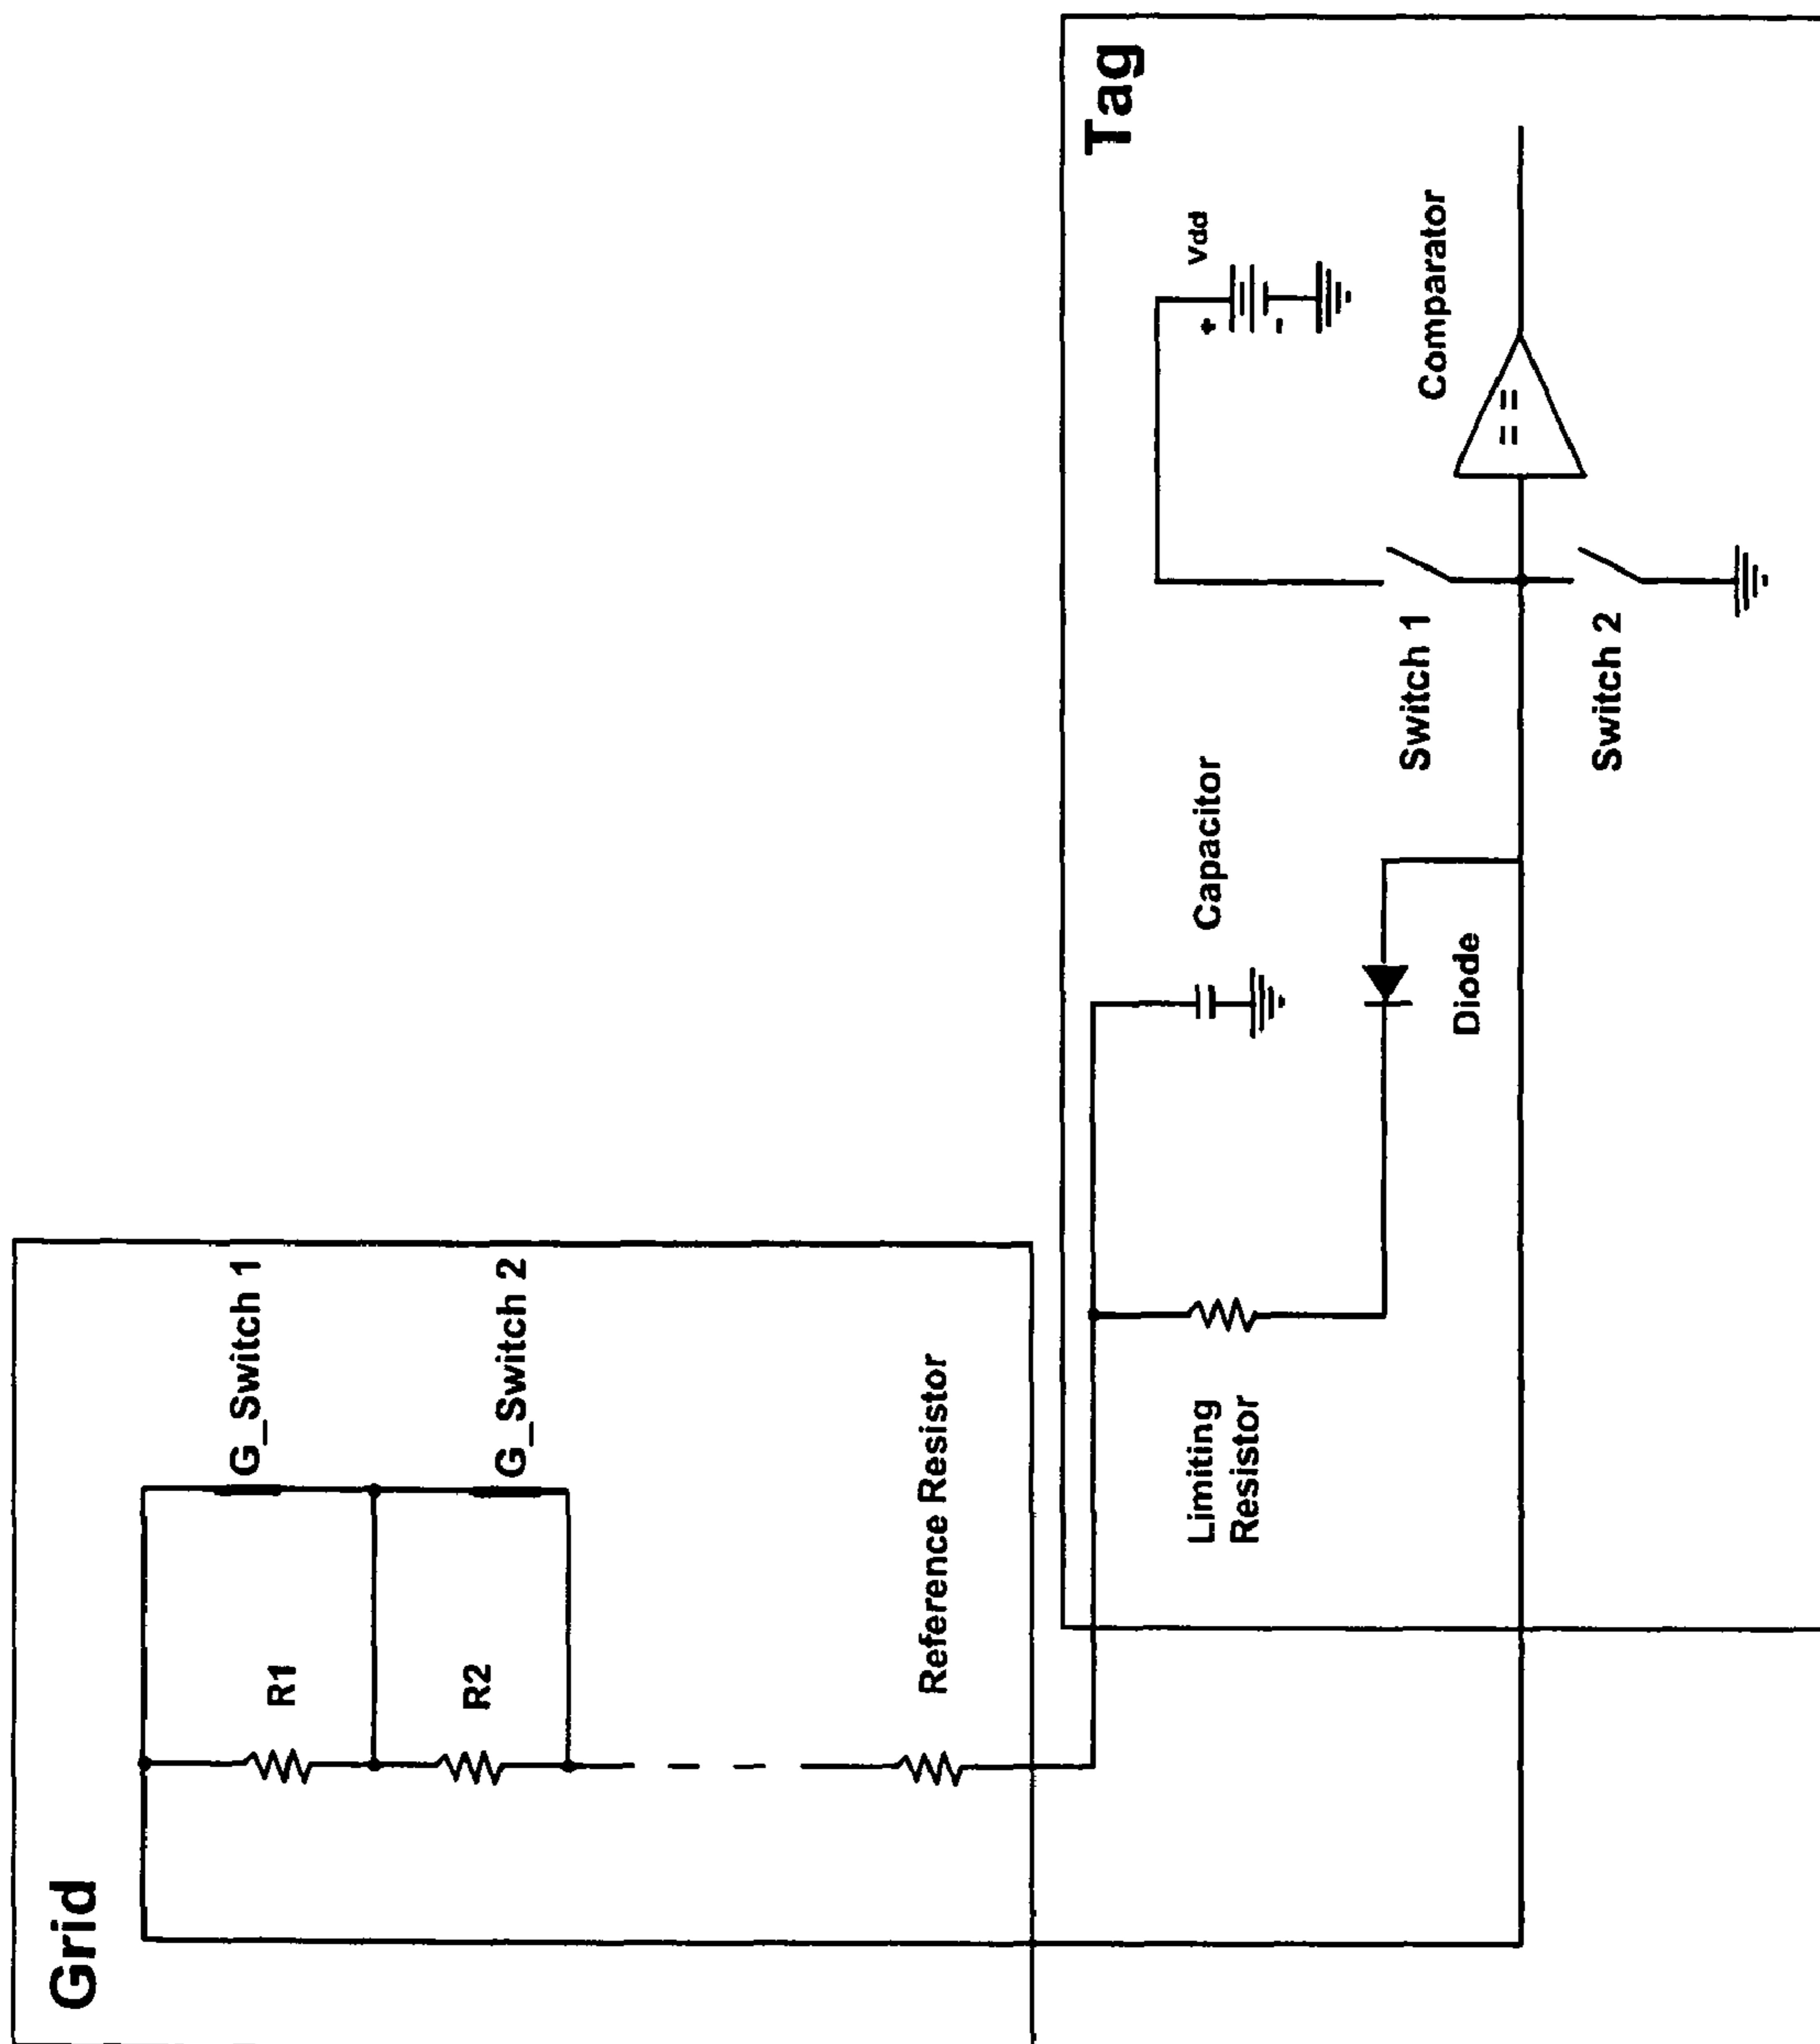 Grid
G_Switch 1
R1
G_Switch 2
R2
Reference Resistor
Tag
Limiting
Resistor
Capacitor
Vdd
+
-
Diode
Switch 1
Comparator
==
Switch 2